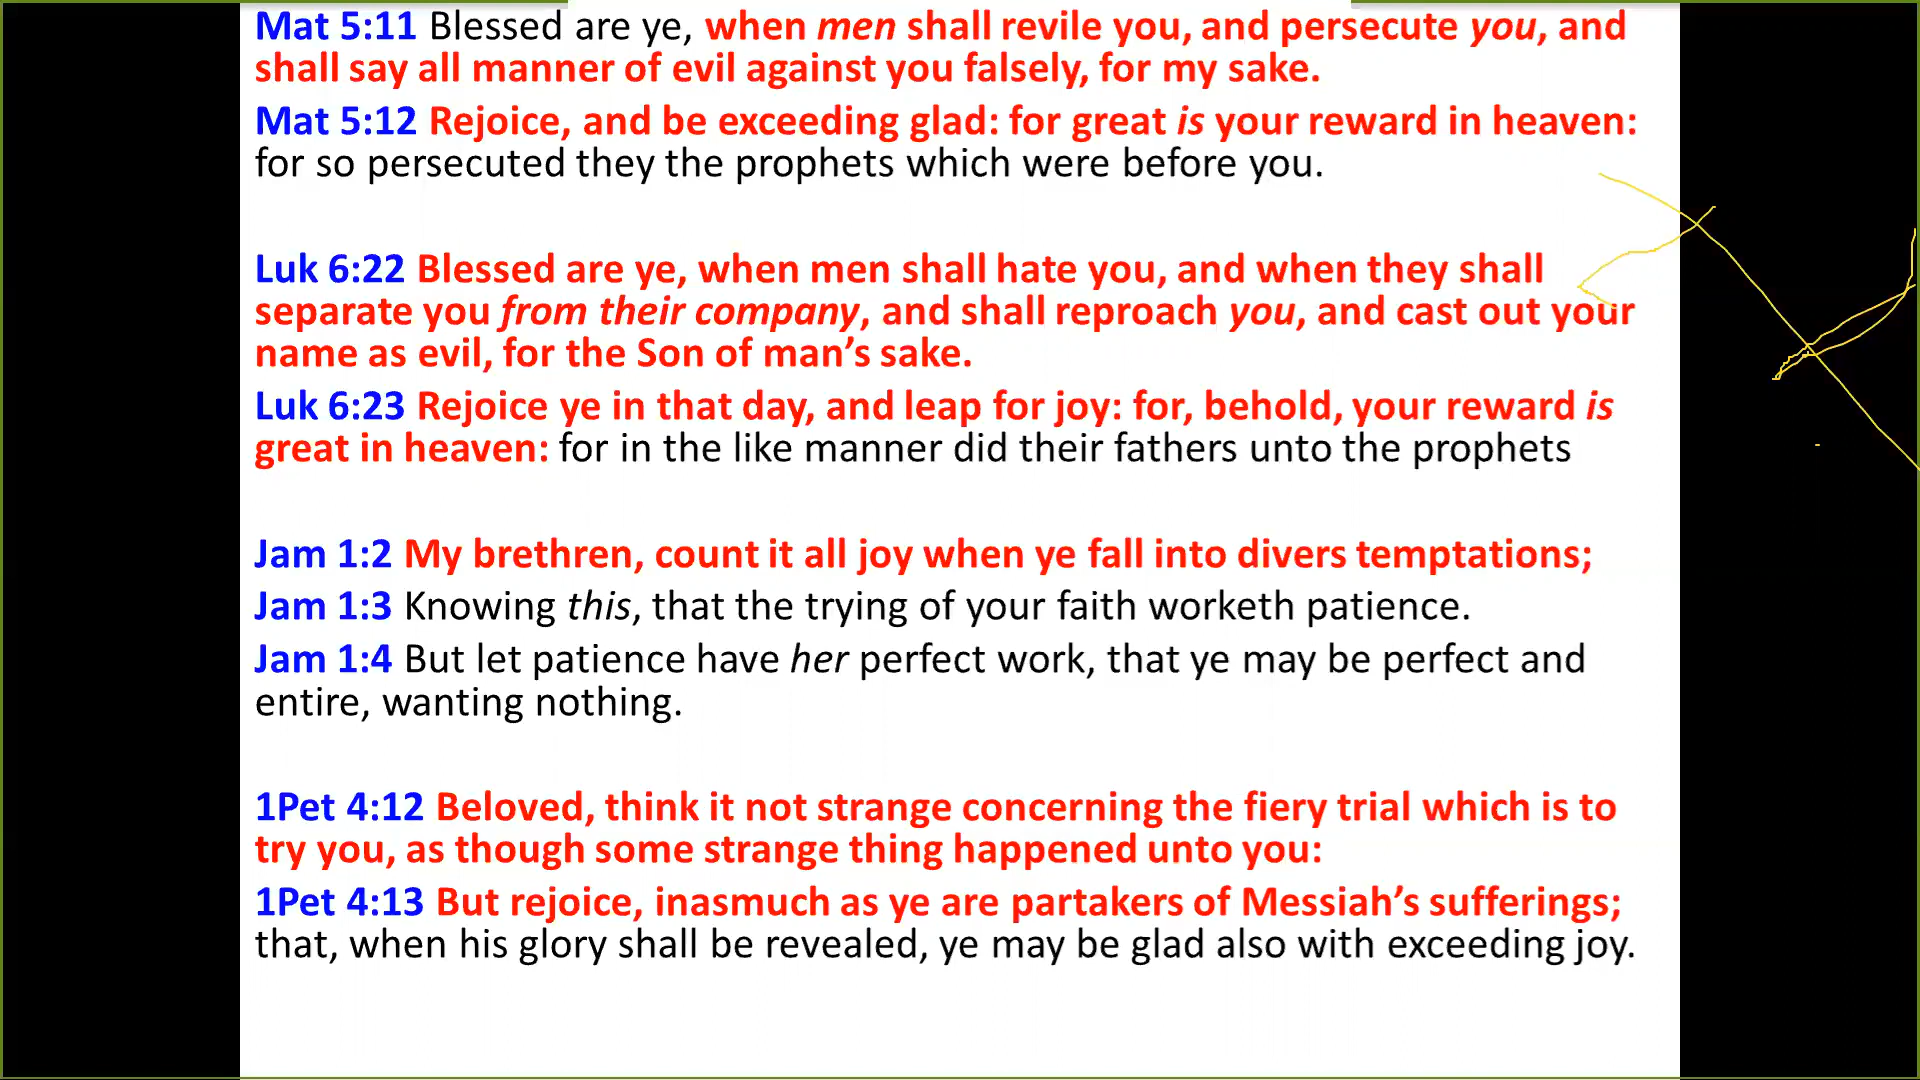 Mat 5:11 Blessed are ye, when men shall revile you, and persecute you, and
shall say all manner of evil against you falsely, for my sake.
Mat 5:12 Rejoice, and be exceeding glad: for great is your reward in heaven:
for so persecuted they the prophets which were before you.
Luk 6:22 Blessed are ye, when men shall hate you, and when they shall
separate you from their company, and shall reproach you, and cast out your
name as evil, for the Son of man’s sake.
Luk 6:23 Rejoice ye in that day, and leap for joy: for, behold, your reward is
great in heaven: for in the like manner did their fathers unto the prophets
Jam 1:2 My brethren, count it all joy when ye fall into divers temptations;
Jam 1:3 Knowing this, that the trying of your faith worketh patience.
Jam 1:4 But let patience have her perfect work, that ye may be perfect and
entire, wanting nothing.
1Pet 4:12 Beloved, think it not strange concerning the fiery trial which is to
try you, as though some strange thing happened unto you:
1Pet 4:13 But rejoice, inasmuch as ye are partakers of Messiah’s sufferings;
that, when his glory shall be revealed, ye may be glad also with exceeding joy.